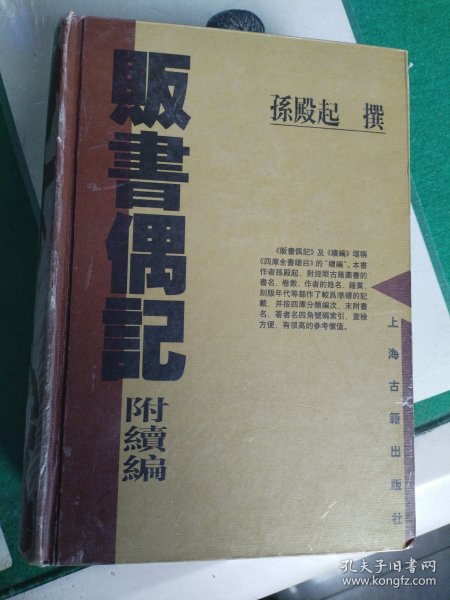 販書偶記
附續編
孫殿起 撰
《販書偶記》及《續編》堪稱
《四庫全書總目》的“續編”。本書
作者孫殿起，對經眼古籍圖書的
書名、卷數、作者的姓名、籍貫、
刻版年代等都作了較爲準確的記
載，并按四庫分類編次，末附書
名、著者名四角號碼索引，查檢
方便，有很高的參考價值。
上海古籍出版社
孔夫子旧书网
www.kongfz.com